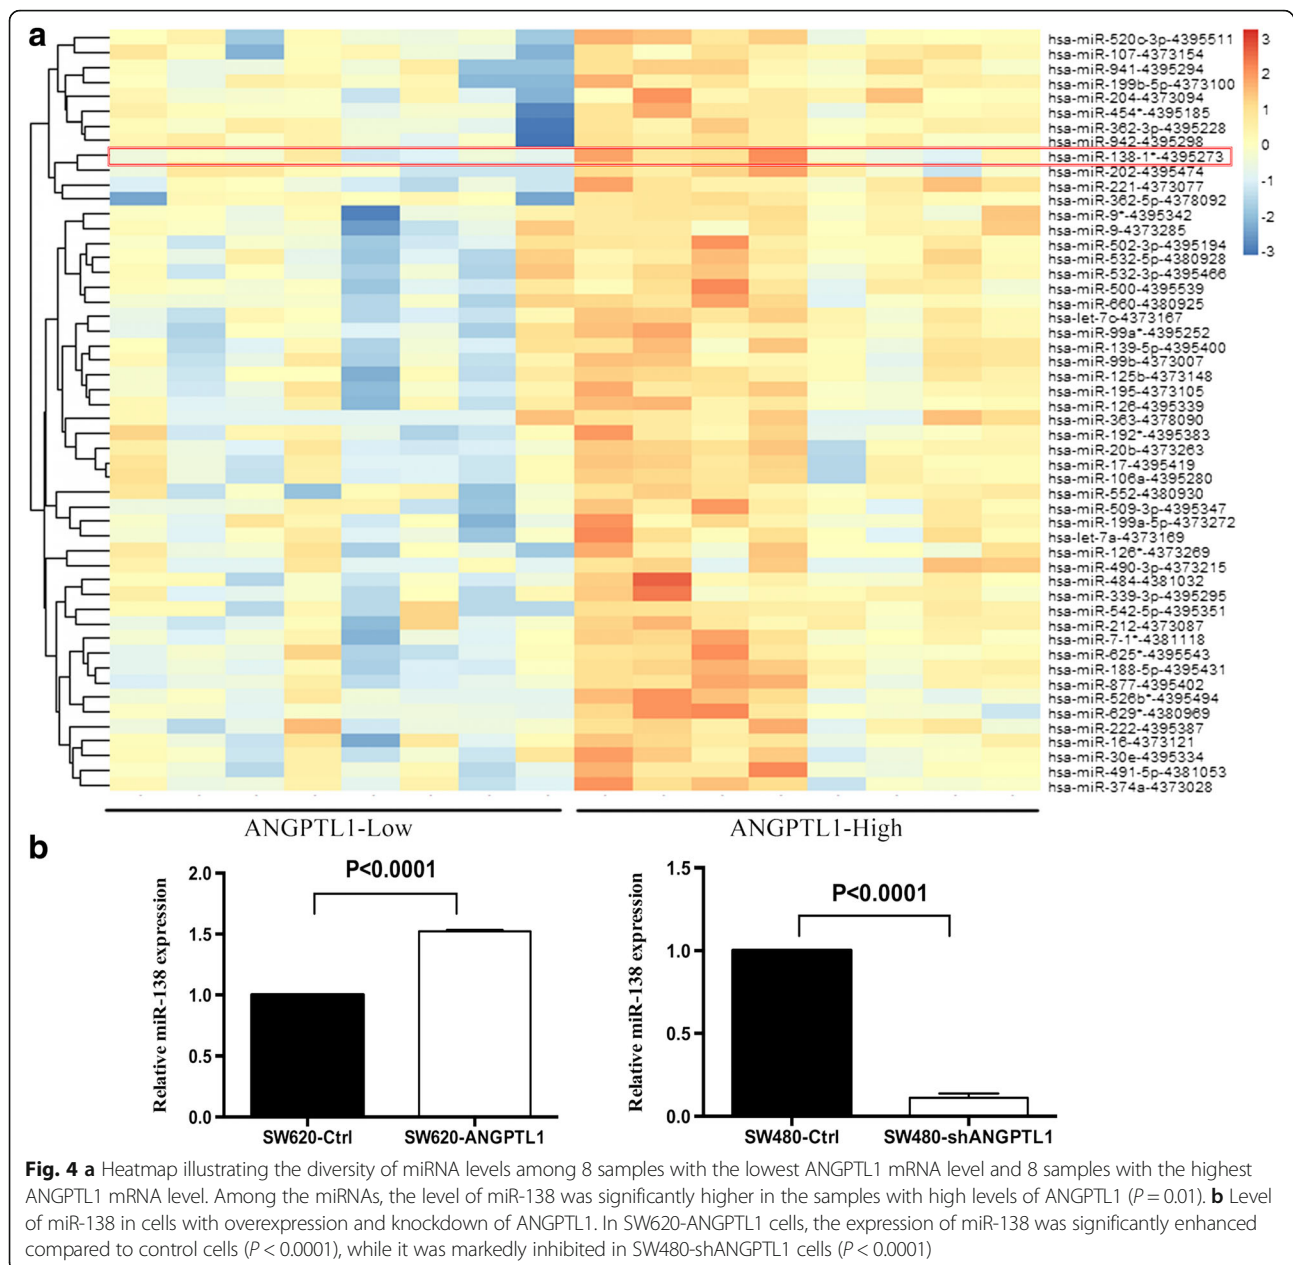 a
hsa-miR-520c-3p-4395511
hsa-miR-107-4373154
hsa-miR-941-4395294
hsa-miR-199b-5p-4373100
hsa-miR-204-4373094
hsa-miR-454*-4395185
hsa-miR-362-3p-4395228
hsa-miR-942-4395298
hsa-miR-138-1*-4395273
hsa-miR-202-4395474
hsa-miR-221-4373077
hsa-miR-362-5p-4378092
hsa-miR-9*-4395342
hsa-miR-9-4373285
hsa-miR-502-3p-4395194
hsa-miR-532-5p-4380928
hsa-miR-532-3p-4395466
hsa-miR-500-4395539
hsa-miR-660-4380925
hsa-let-7c-4373167
hsa-miR-99a*-4395252
hsa-miR-139-5p-4395400
hsa-miR-99b-4373007
hsa-miR-125b-4373148
hsa-miR-195-4373105
hsa-miR-126-4395339
hsa-miR-363-4378090
hsa-miR-192*-4395383
hsa-miR-20b-4373263
hsa-miR-17-4395419
hsa-miR-106a-4395280
hsa-miR-552-4380930
hsa-miR-509-3p-4395347
hsa-miR-199a-5p-4373272
hsa-let-7a-4373169
hsa-miR-126*-4373269
hsa-miR-490-3p-4373215
hsa-miR-484-4381032
hsa-miR-339-3p-4395295
hsa-miR-542-5p-4395351
hsa-miR-212-4373087
hsa-miR-7-1*-4381118
hsa-miR-625*-4395543
hsa-miR-188-5p-4395431
hsa-miR-877-4395402
hsa-miR-526b*-4395494
hsa-miR-629*-4380969
hsa-miR-222-4395387
hsa-miR-16-4373121
hsa-miR-30e-4395334
hsa-miR-491-5p-4381053
hsa-miR-374a-4373028
3
2
1
0
-1
-2
-3
ANGPTL1-Low
ANGPTL1-High
b
Relative miR-138 expression
2.0
1.5
1.0
0.5
0.0
P<0.0001
SW620-Ctrl
SW620-ANGPTL1
Relative miR-138 expression
1.5
1.0
0.5
0.0
P<0.0001
SW480-Ctrl
SW480-shANGPTL1
Fig. 4 a Heatmap illustrating the diversity of miRNA levels among 8 samples with the lowest ANGPTL1 mRNA level and 8 samples with the highest
ANGPTL1 mRNA level. Among the miRNAs, the level of miR-138 was significantly higher in the samples with high levels of ANGPTL1 (P = 0.01). b Level
of miR-138 in cells with overexpression and knockdown of ANGPTL1. In SW620-ANGPTL1 cells, the expression of miR-138 was significantly enhanced
compared to control cells (P < 0.0001), while it was markedly inhibited in SW480-shANGPTL1 cells (P < 0.0001)